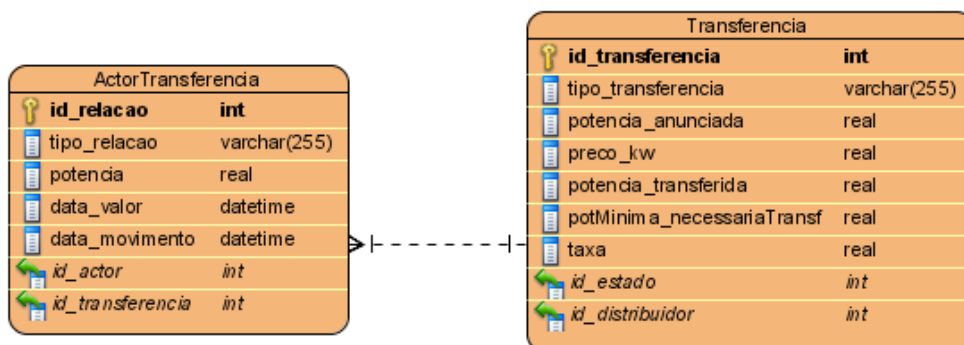 ActorTransferencia
id_relacao int
tipo_relacao varchar(255)
potencia real
data_valor datetime
data_movimento datetime
id_actor int
id_transferencia int
Transferencia
id_transferencia int
tipo_transferencia varchar(255)
potencia_anunciada real
preco_kw real
potencia_transferida real
potMinima_necessariaTransf real
taxa real
id_estado int
id_distribuidor int